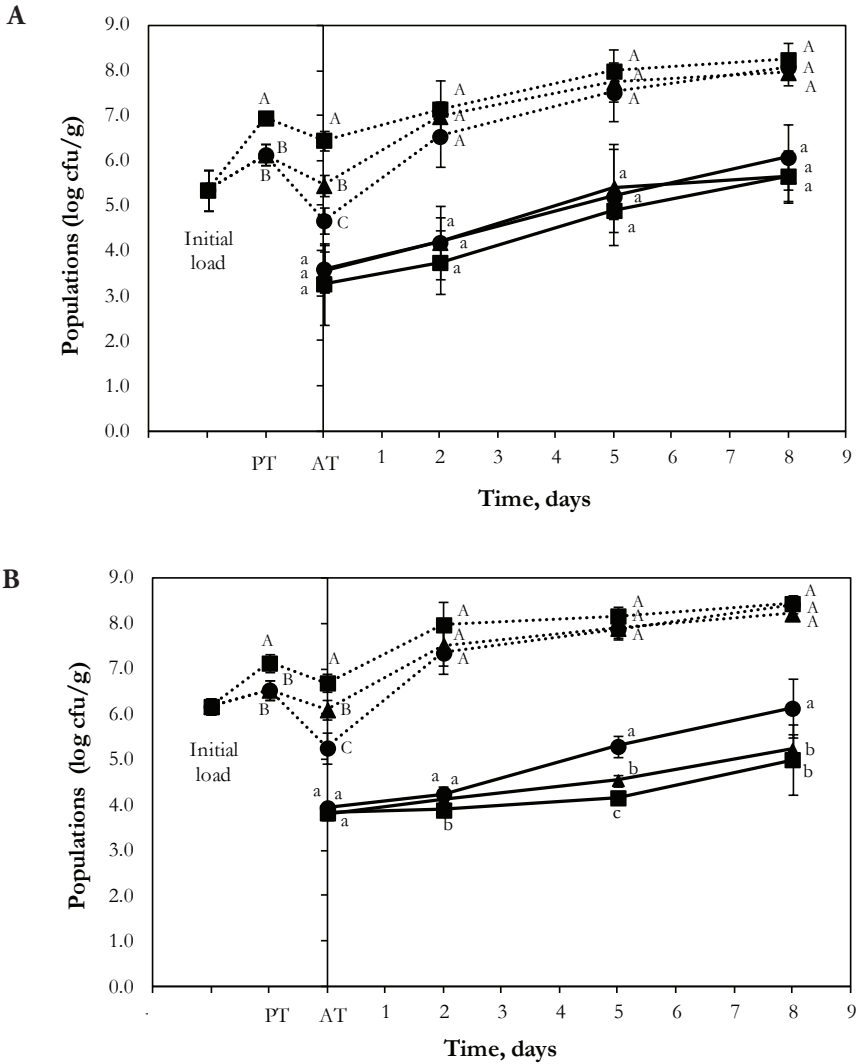 A
9.0
8.0
7.0
6.0
5.0
4.0
3.0
2.0
1.0
0.0
Populations (log cfu/g)
Initial
load
A
B
B
A
B
C
A
A
A
A
A
A
A
A
A
a
a
a
a
a
a
a
a
a
a
a
a
PT AT 1 2 3 4 5 6 7 8 9
Time, days
B
9.0
8.0
7.0
6.0
5.0
4.0
3.0
2.0
1.0
0.0
Populations (log cfu/g)
Initial
load
A
B
B
A
B
C
A
A
A
A
A
A
A
A
A
a a
a
a a
b
a
b
c
a
b
b
PT AT 1 2 3 4 5 6 7 8 9
Time, days